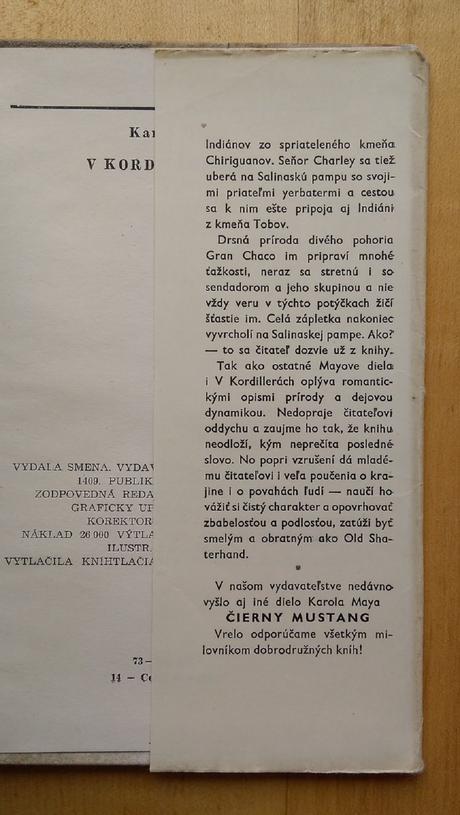 Kar
V KORD
VYDALA SMENA. VYDAV
1409. PUBLIK
ZODPOVEDNÁ REDA
GRAFICKY UP
KOREKTOR
NÁKLAD 26 000 VÝTLA
ILUSTR.
VYTLAČILA KNIHTLAČIA
73—
14 — Ce
Indiánov zo spriateleného kmeňa
Chiriguanov. Seňor Charley sa tiež
uberá na Salinaskú pampu so svoji-
mi priateľmi yerbatermi a cestou
sa k nim ešte pripoja aj Indiáni
z kmeňa Tobov.
Drsná príroda divého pohoria
Gran Chaco im pripraví mnohé
ťažkosti, neraz sa stretnú i so
sendadorom a jeho skupinou a nie
vždy veru v týchto potýčkach žičí
šťastie im. Celá zápletka nakoniec
vyvrcholí na Salinaskej pampe. Ako?
— to sa čitateľ dozvie už z knihy.
Tak ako ostatné Mayove diela
i V Kordillerách oplýva romantic-
kými opismi prírody a dejovou
dynamikou. Nedopraje čitateľovi
oddychu a zaujme ho tak, že knihu
neodloží, kým neprečíta posledné
slovo. No popri vzrušení dá mladé-
mu čitateľovi i veľa poučenia o kra-
jine i o povahách ľudí — naučí ho
vážiť si čistý charakter a opovrhovať
zbabelosťou a podlosťou, zatúži byť
smelým a obratným ako Old Sha-
terhand.
V našom vydavateľstve nedávno
vyšlo aj iné dielo Karola Maya
ČIERNY MUSTANG
Vrelo odporúčame všetkým mi-
lovníkom dobrodružných kníh!